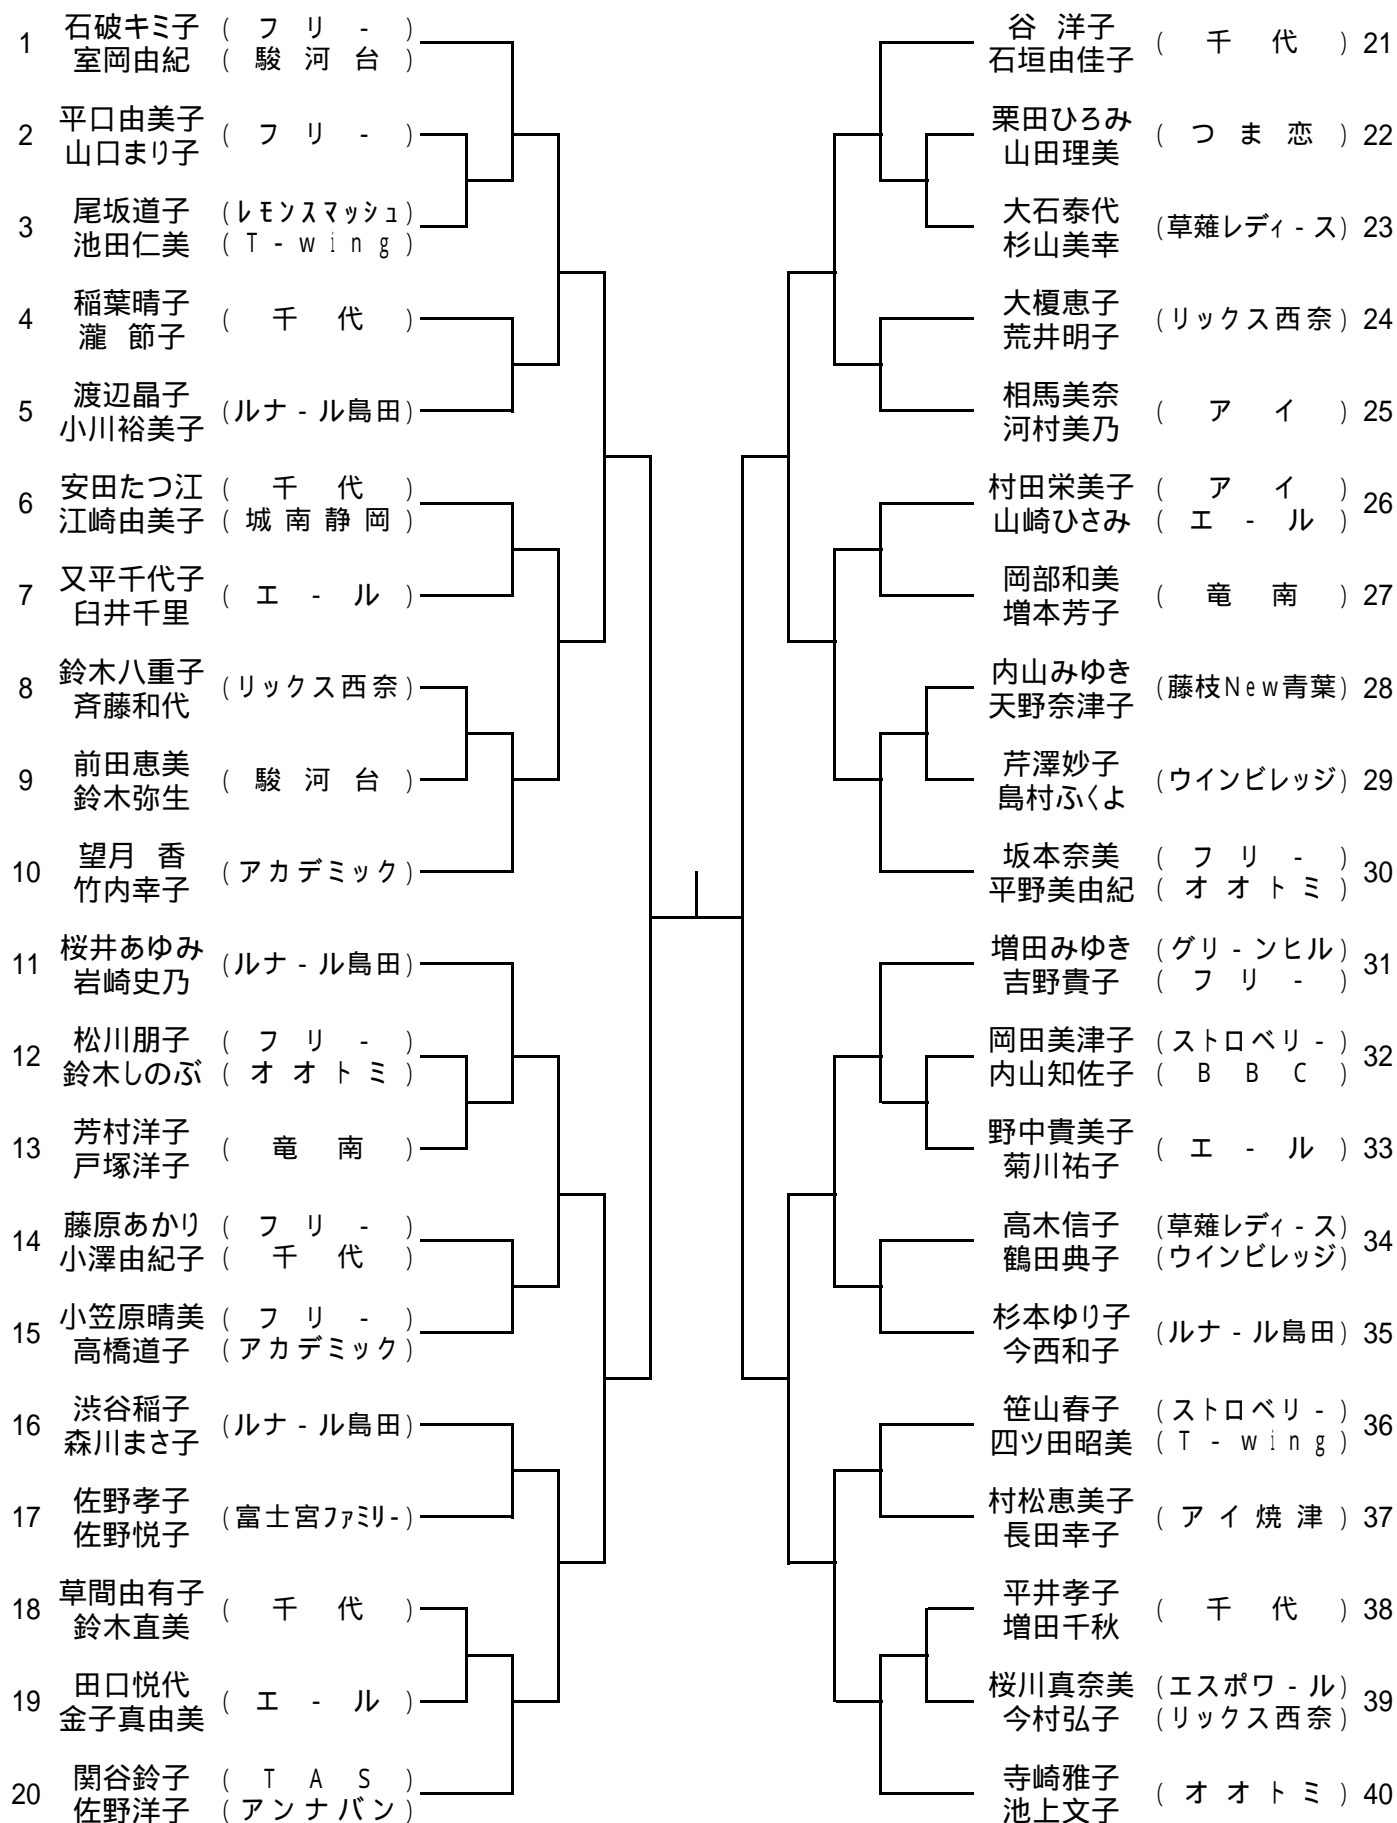 1 石破キミ子 ( フ リ - )
室岡由紀 ( 駿 河 台 )
2 平口由美子 ( フ リ - )
山口まり子
3 尾坂道子 (レモンスマッシュ)
池田仁美 ( T - w i n g )
4 稲葉晴子 ( 千 代 )
瀧 節子
5 渡辺晶子 (ルナ - ル島田)
小川裕美子
6 安田たつ江 ( 千 代 )
江崎由美子 ( 城 南 静 岡 )
7 又平千代子 ( エ - ル )
臼井千里
8 鈴木八重子 (リックス西奈)
斉藤和代
9 前田恵美 ( 駿 河 台 )
鈴木弥生
10 望月 香 (アカデミック)
竹内幸子
11 桜井あゆみ (ルナ - ル島田)
岩崎史乃
12 松川朋子 ( フ リ - )
鈴木しのぶ ( オ オ ト ミ )
13 芳村洋子 ( 竜 南 )
戸塚洋子
14 藤原あかり ( フ リ - )
小澤由紀子 ( 千 代 )
15 小笠原晴美 ( フ リ - )
高橋道子 (アカデミック)
16 渋谷稲子 (ルナ - ル島田)
森川まさ子
17 佐野孝子 (富士宮ファミリ-)
佐野悦子
18 草間由有子 ( 千 代 )
鈴木直美
19 田口悦代 ( エ - ル )
金子真由美
20 関谷鈴子 ( T A S )
佐野洋子 (アンナバン)
谷 洋子 ( 千 代 ) 21
石垣由佳子
栗田ひろみ ( つ ま 恋 ) 22
山田理美
大石泰代 (草薙レディ - ス) 23
杉山美幸
大榎恵子 (リックス西奈) 24
荒井明子
相馬美奈 ( ア イ ) 25
河村美乃
村田栄美子 ( ア イ ) 26
山崎ひさみ ( エ - ル )
岡部和美 ( 竜 南 ) 27
増本芳子
内山みゆき (藤枝New青葉) 28
天野奈津子
芹澤妙子 (ウインビレッジ) 29
島村ふくよ
坂本奈美 ( フ リ - ) 30
平野美由紀 ( オ オ ト ミ )
増田みゆき (グリ - ンヒル) 31
吉野貴子 ( フ リ - )
岡田美津子 (ストロベリ - ) 32
内山知佐子 ( B B C )
野中貴美子 ( エ - ル ) 33
菊川祐子
高木信子 (草薙レディ - ス) 34
鶴田典子 (ウインビレッジ)
杉本ゆり子 (ルナ - ル島田) 35
今西和子
笹山春子 (ストロベリ - ) 36
四ツ田昭美 ( T - w i n g )
村松恵美子 ( ア イ 焼 津 ) 37
長田幸子
平井孝子 ( 千 代 ) 38
増田千秋
桜川真奈美 (エスポワ - ル) 39
今村弘子 (リックス西奈)
寺崎雅子 ( オ オ ト ミ ) 40
池上文子